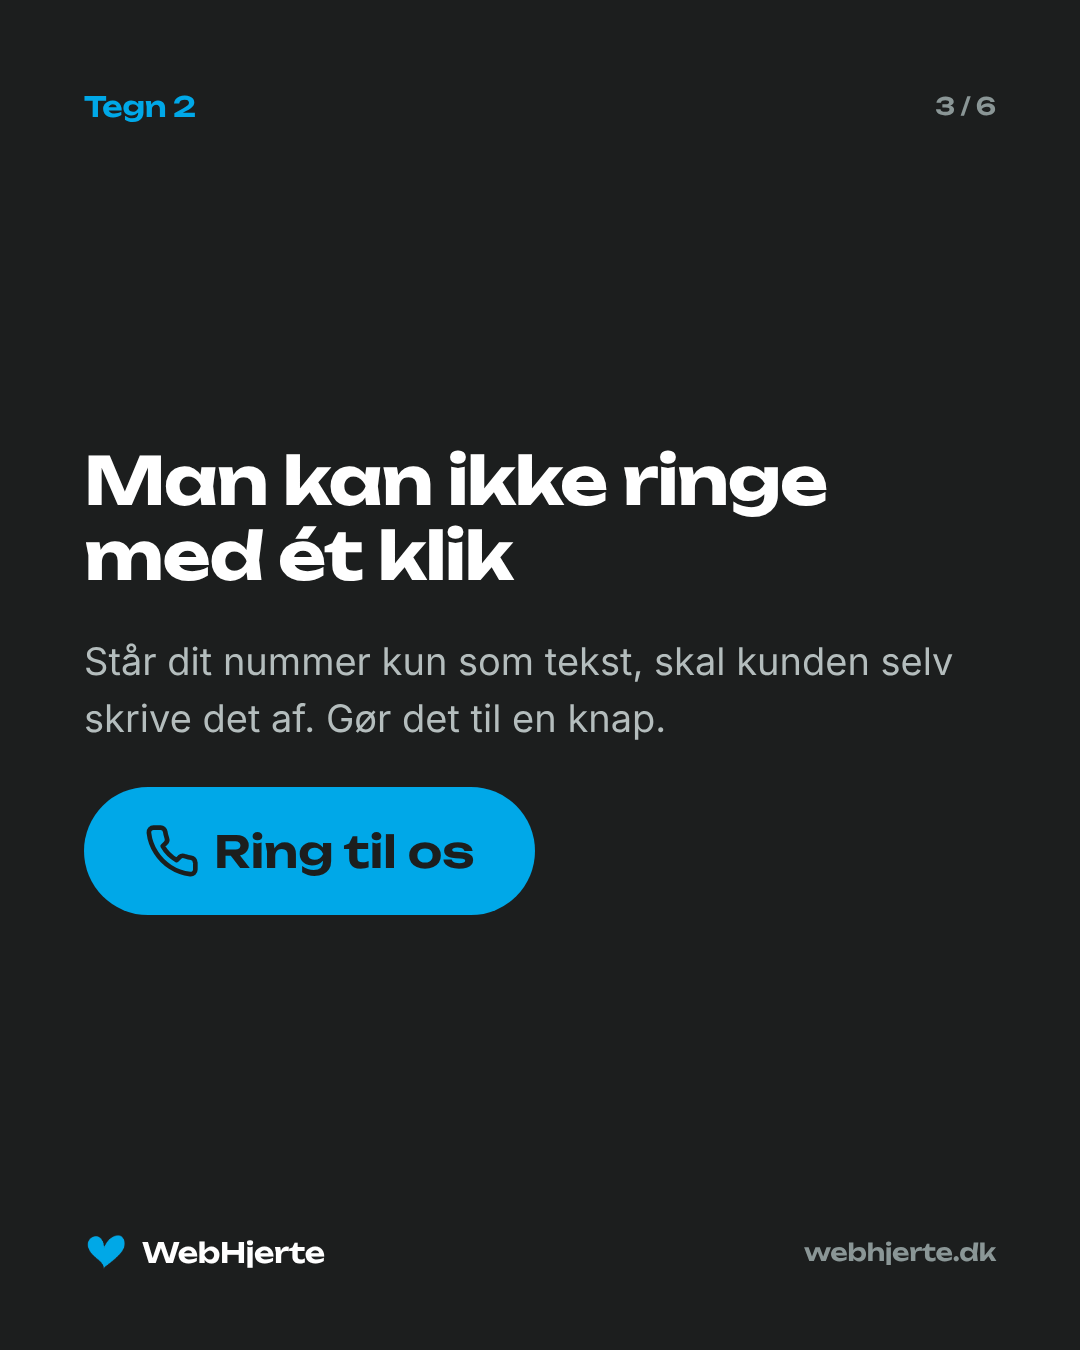 Tegn 2
3 / 6
Man kan ikke ringe
med ét klik
Står dit nummer kun som tekst, skal kunden selv
skrive det af. Gør det til en knap.
Ring til os
WebHjerte
webhjerte.dk